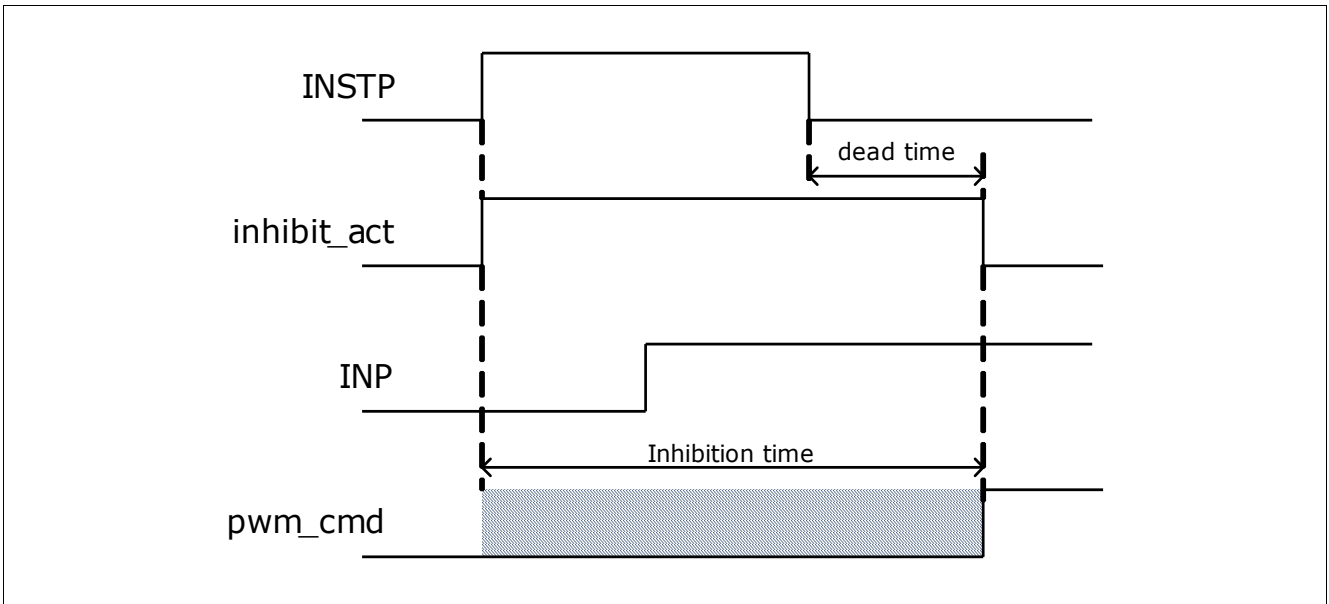 INSTP
dead time
inhibit_act
INP
Inhibition time
pwm_cmd